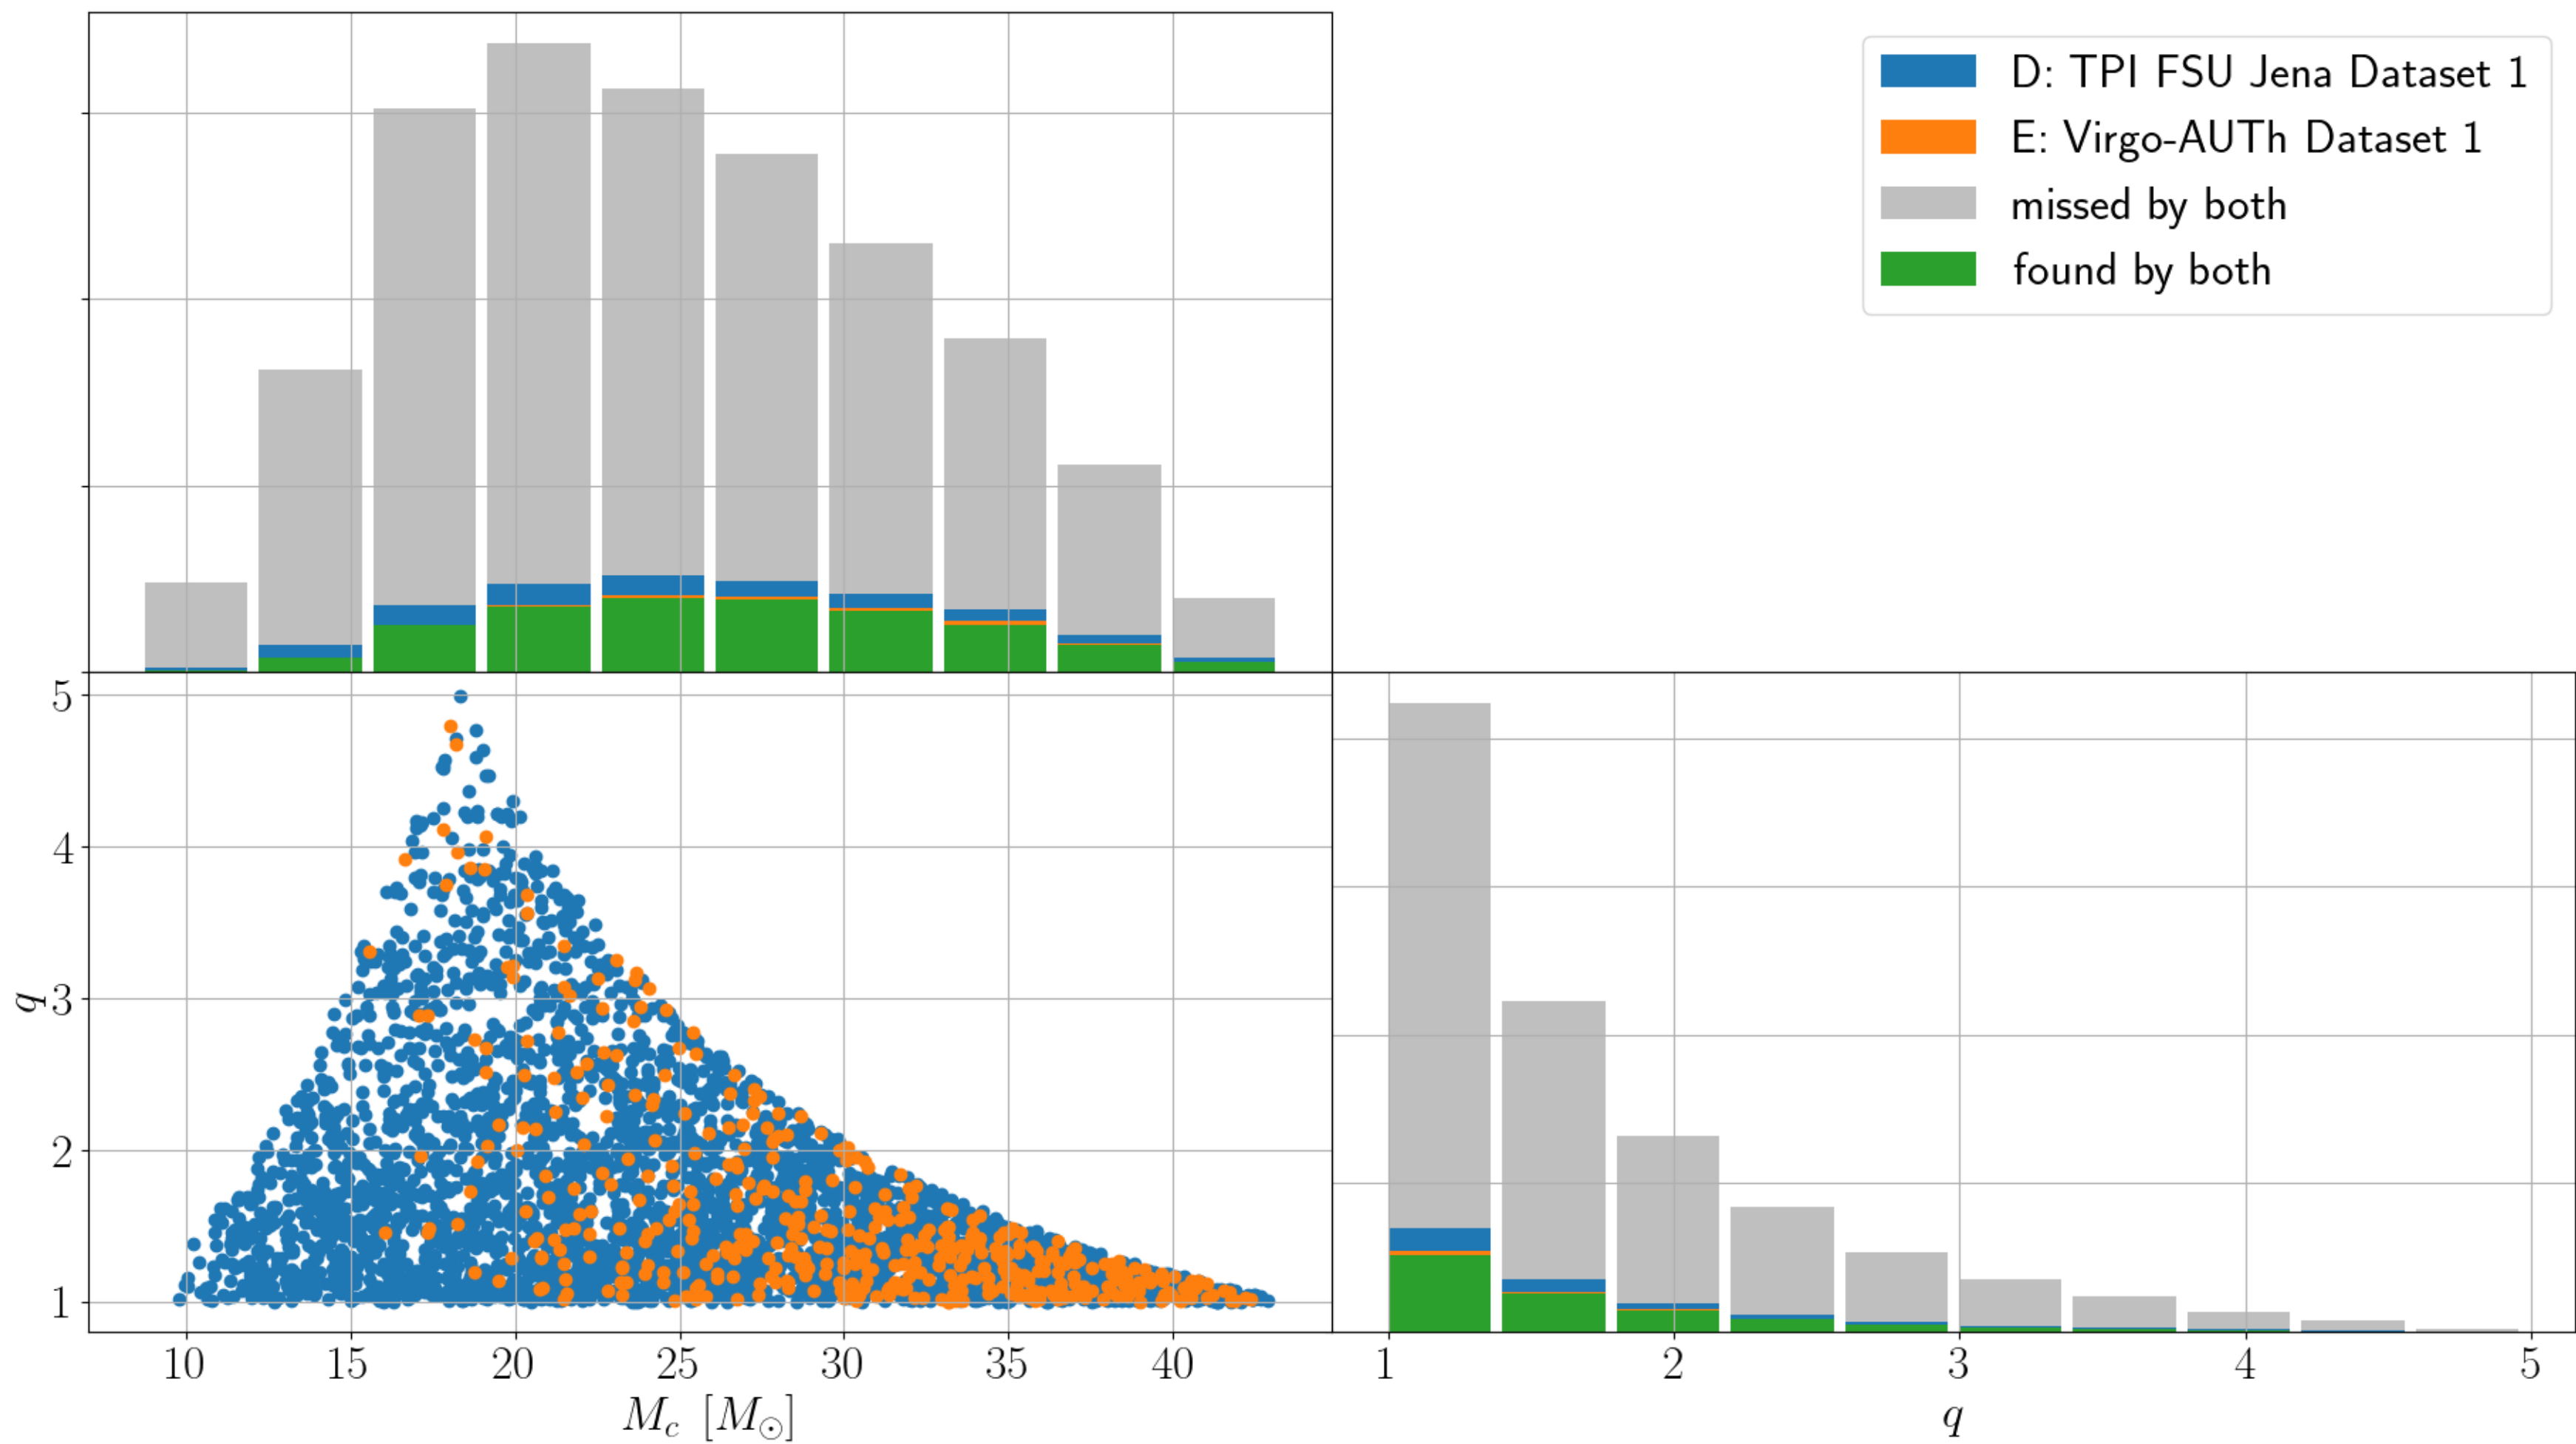 D: TPI FSU Jena Dataset 1
E: Virgo-AUTh Dataset 1
missed by both
found by both
5
4
3
2
1
q
10 15 20 25 30 35 40
M_c [M_⊙]
1 2 3 4 5
q